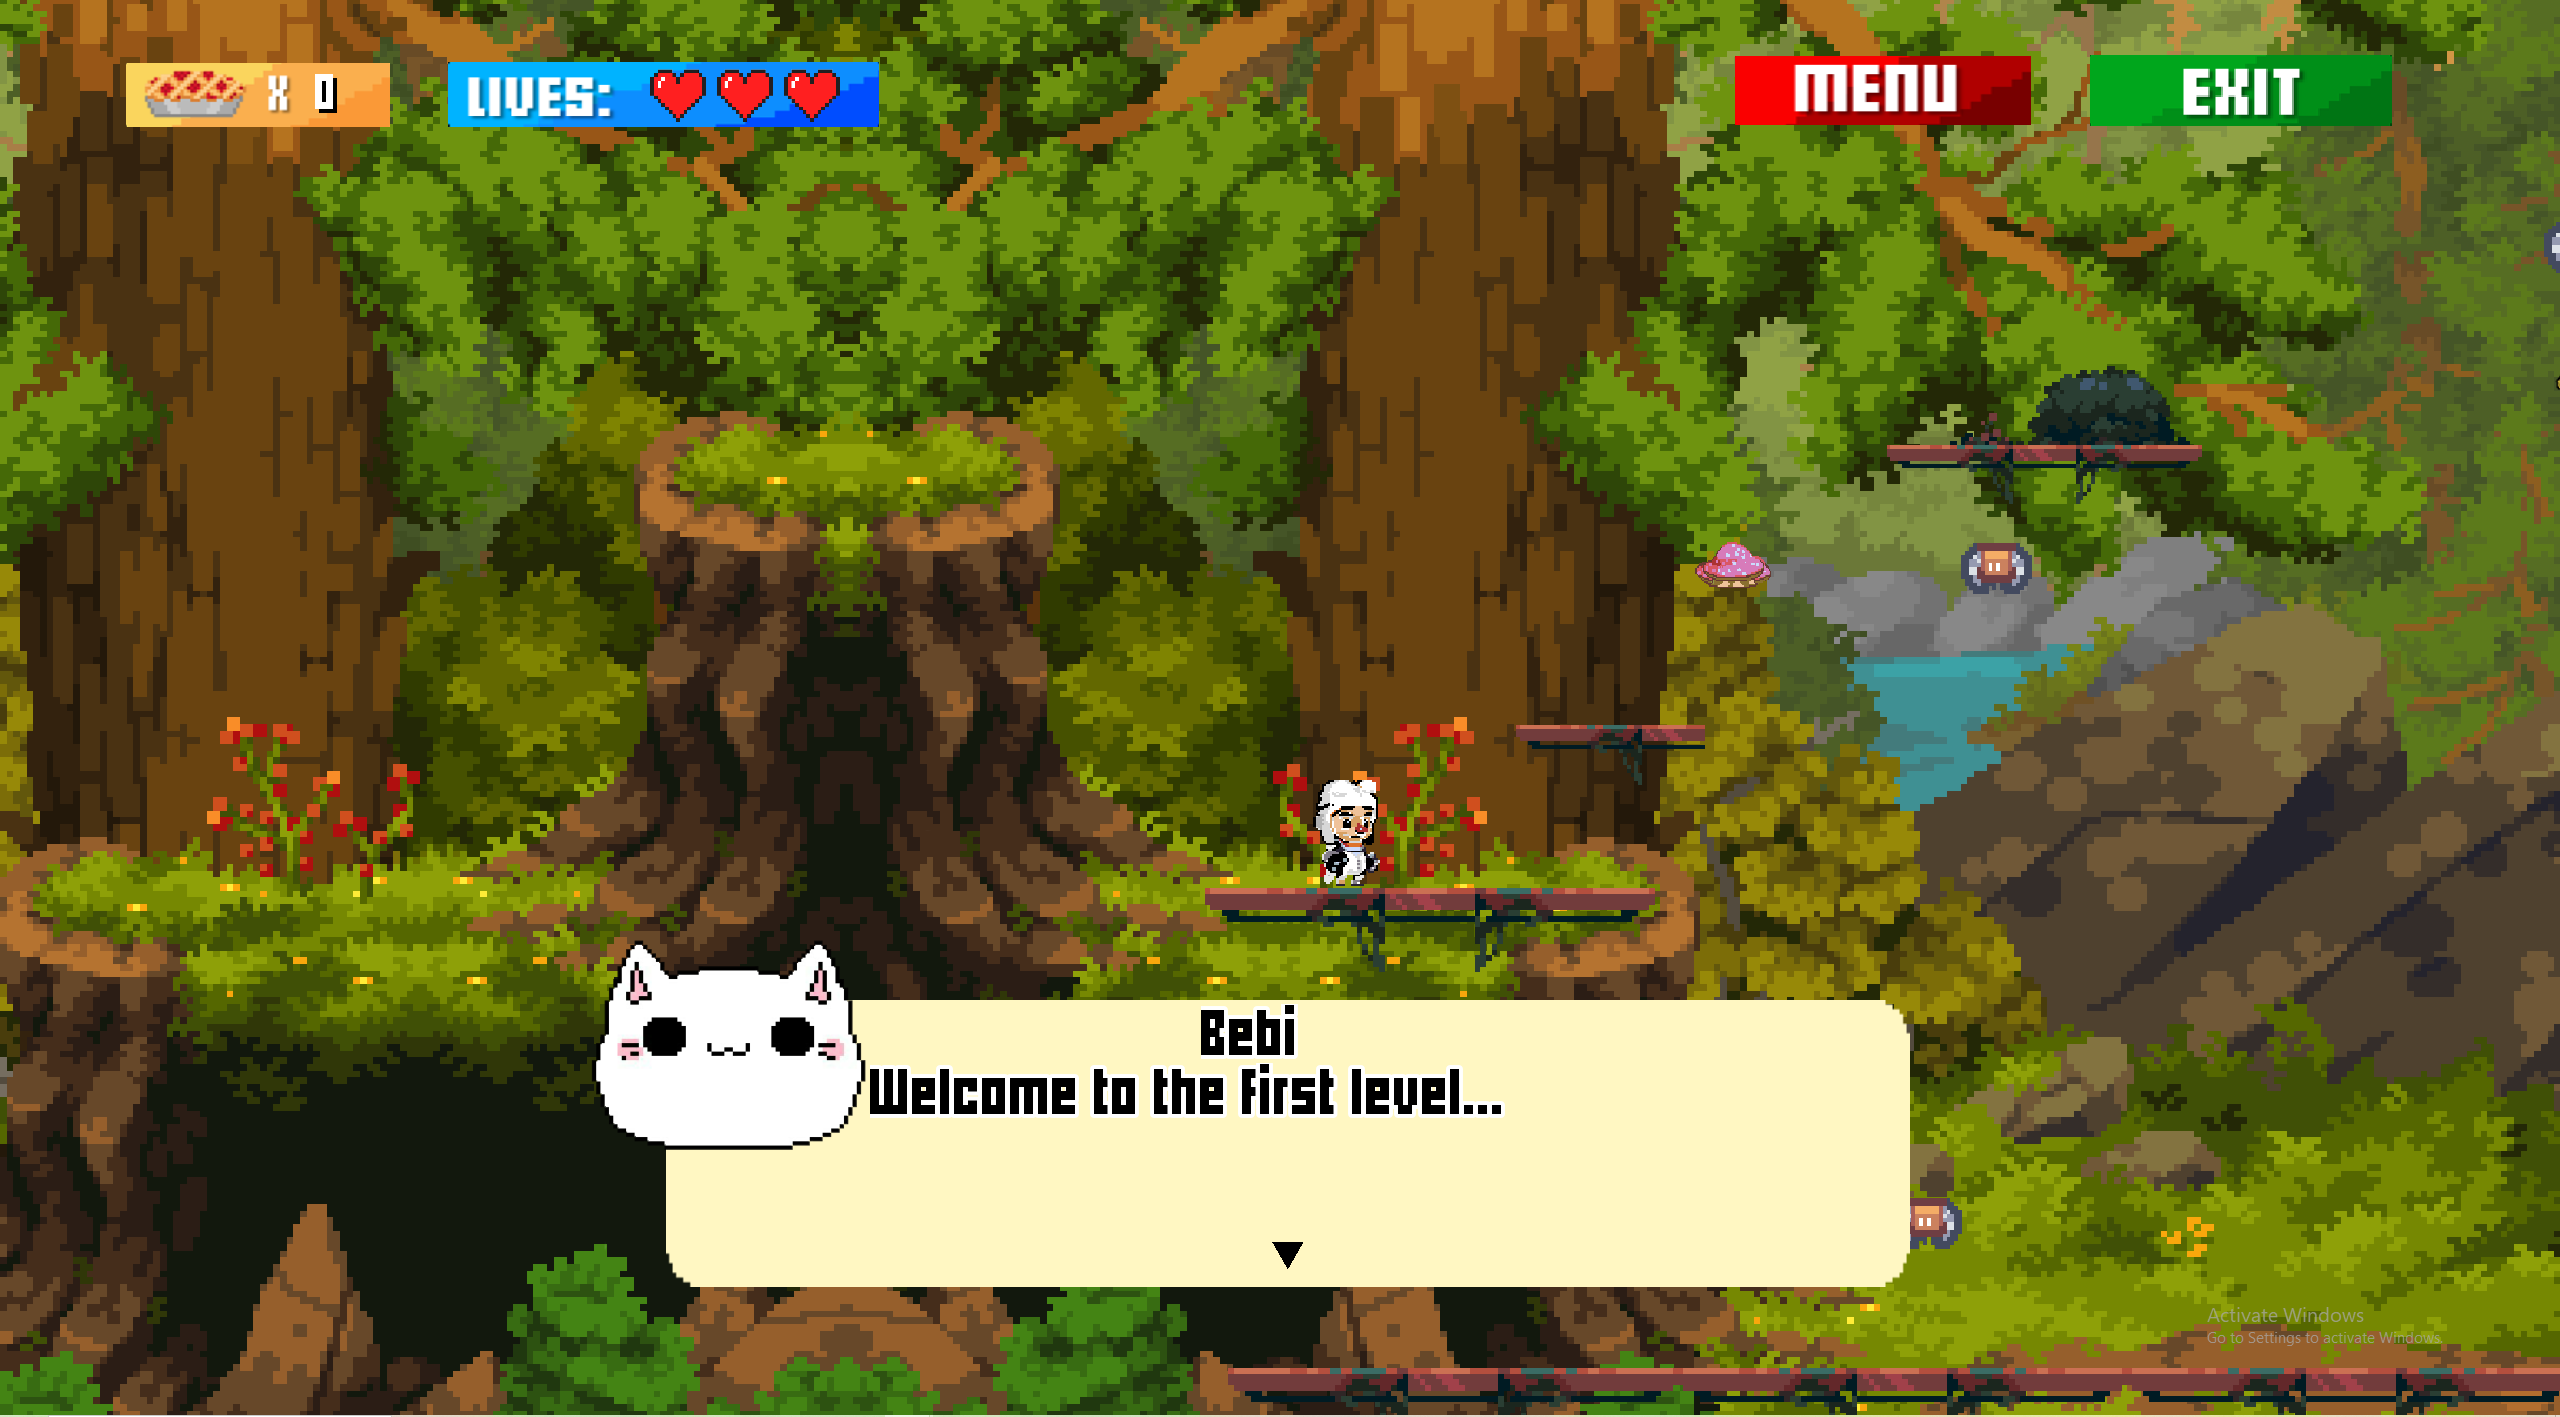 X 0
LIVES:
MENU
EXIT
Bebi
Welcome to the first level...
Activate Windows
Go to Settings to activate Windows.